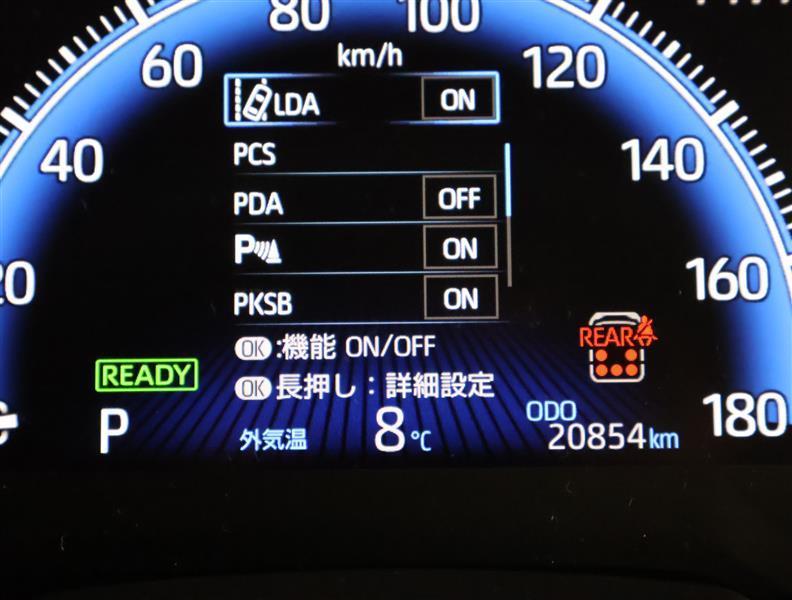 80 100
km/h
60 120
LDA ON
40 PCS 140
PDA OFF
P ON
20 160
PKSB ON
REAR
OK:機能 ON/OFF
READY
OK長押し:詳細設定
P 外気温 8℃
ODO 180
20854km